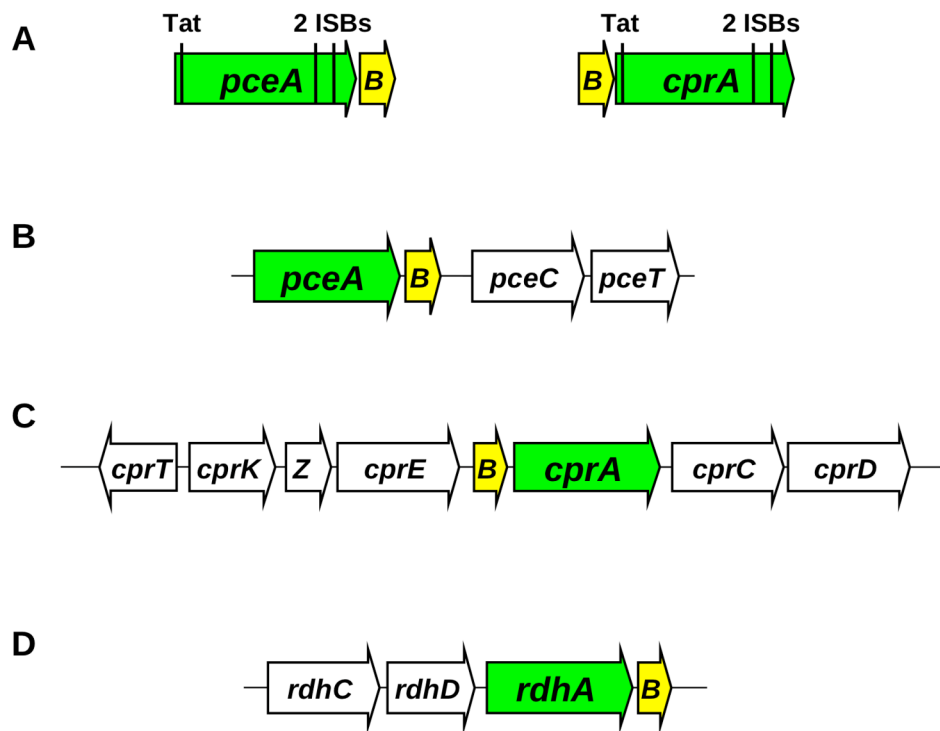 A
Tat 2 ISBs Tat 2 ISBs
pceA B B cprA
B
pceA B pceC pceT
C
cprT cprK Z cprE B cprA cprC cprD
D
rdhC rdhD rdhA B